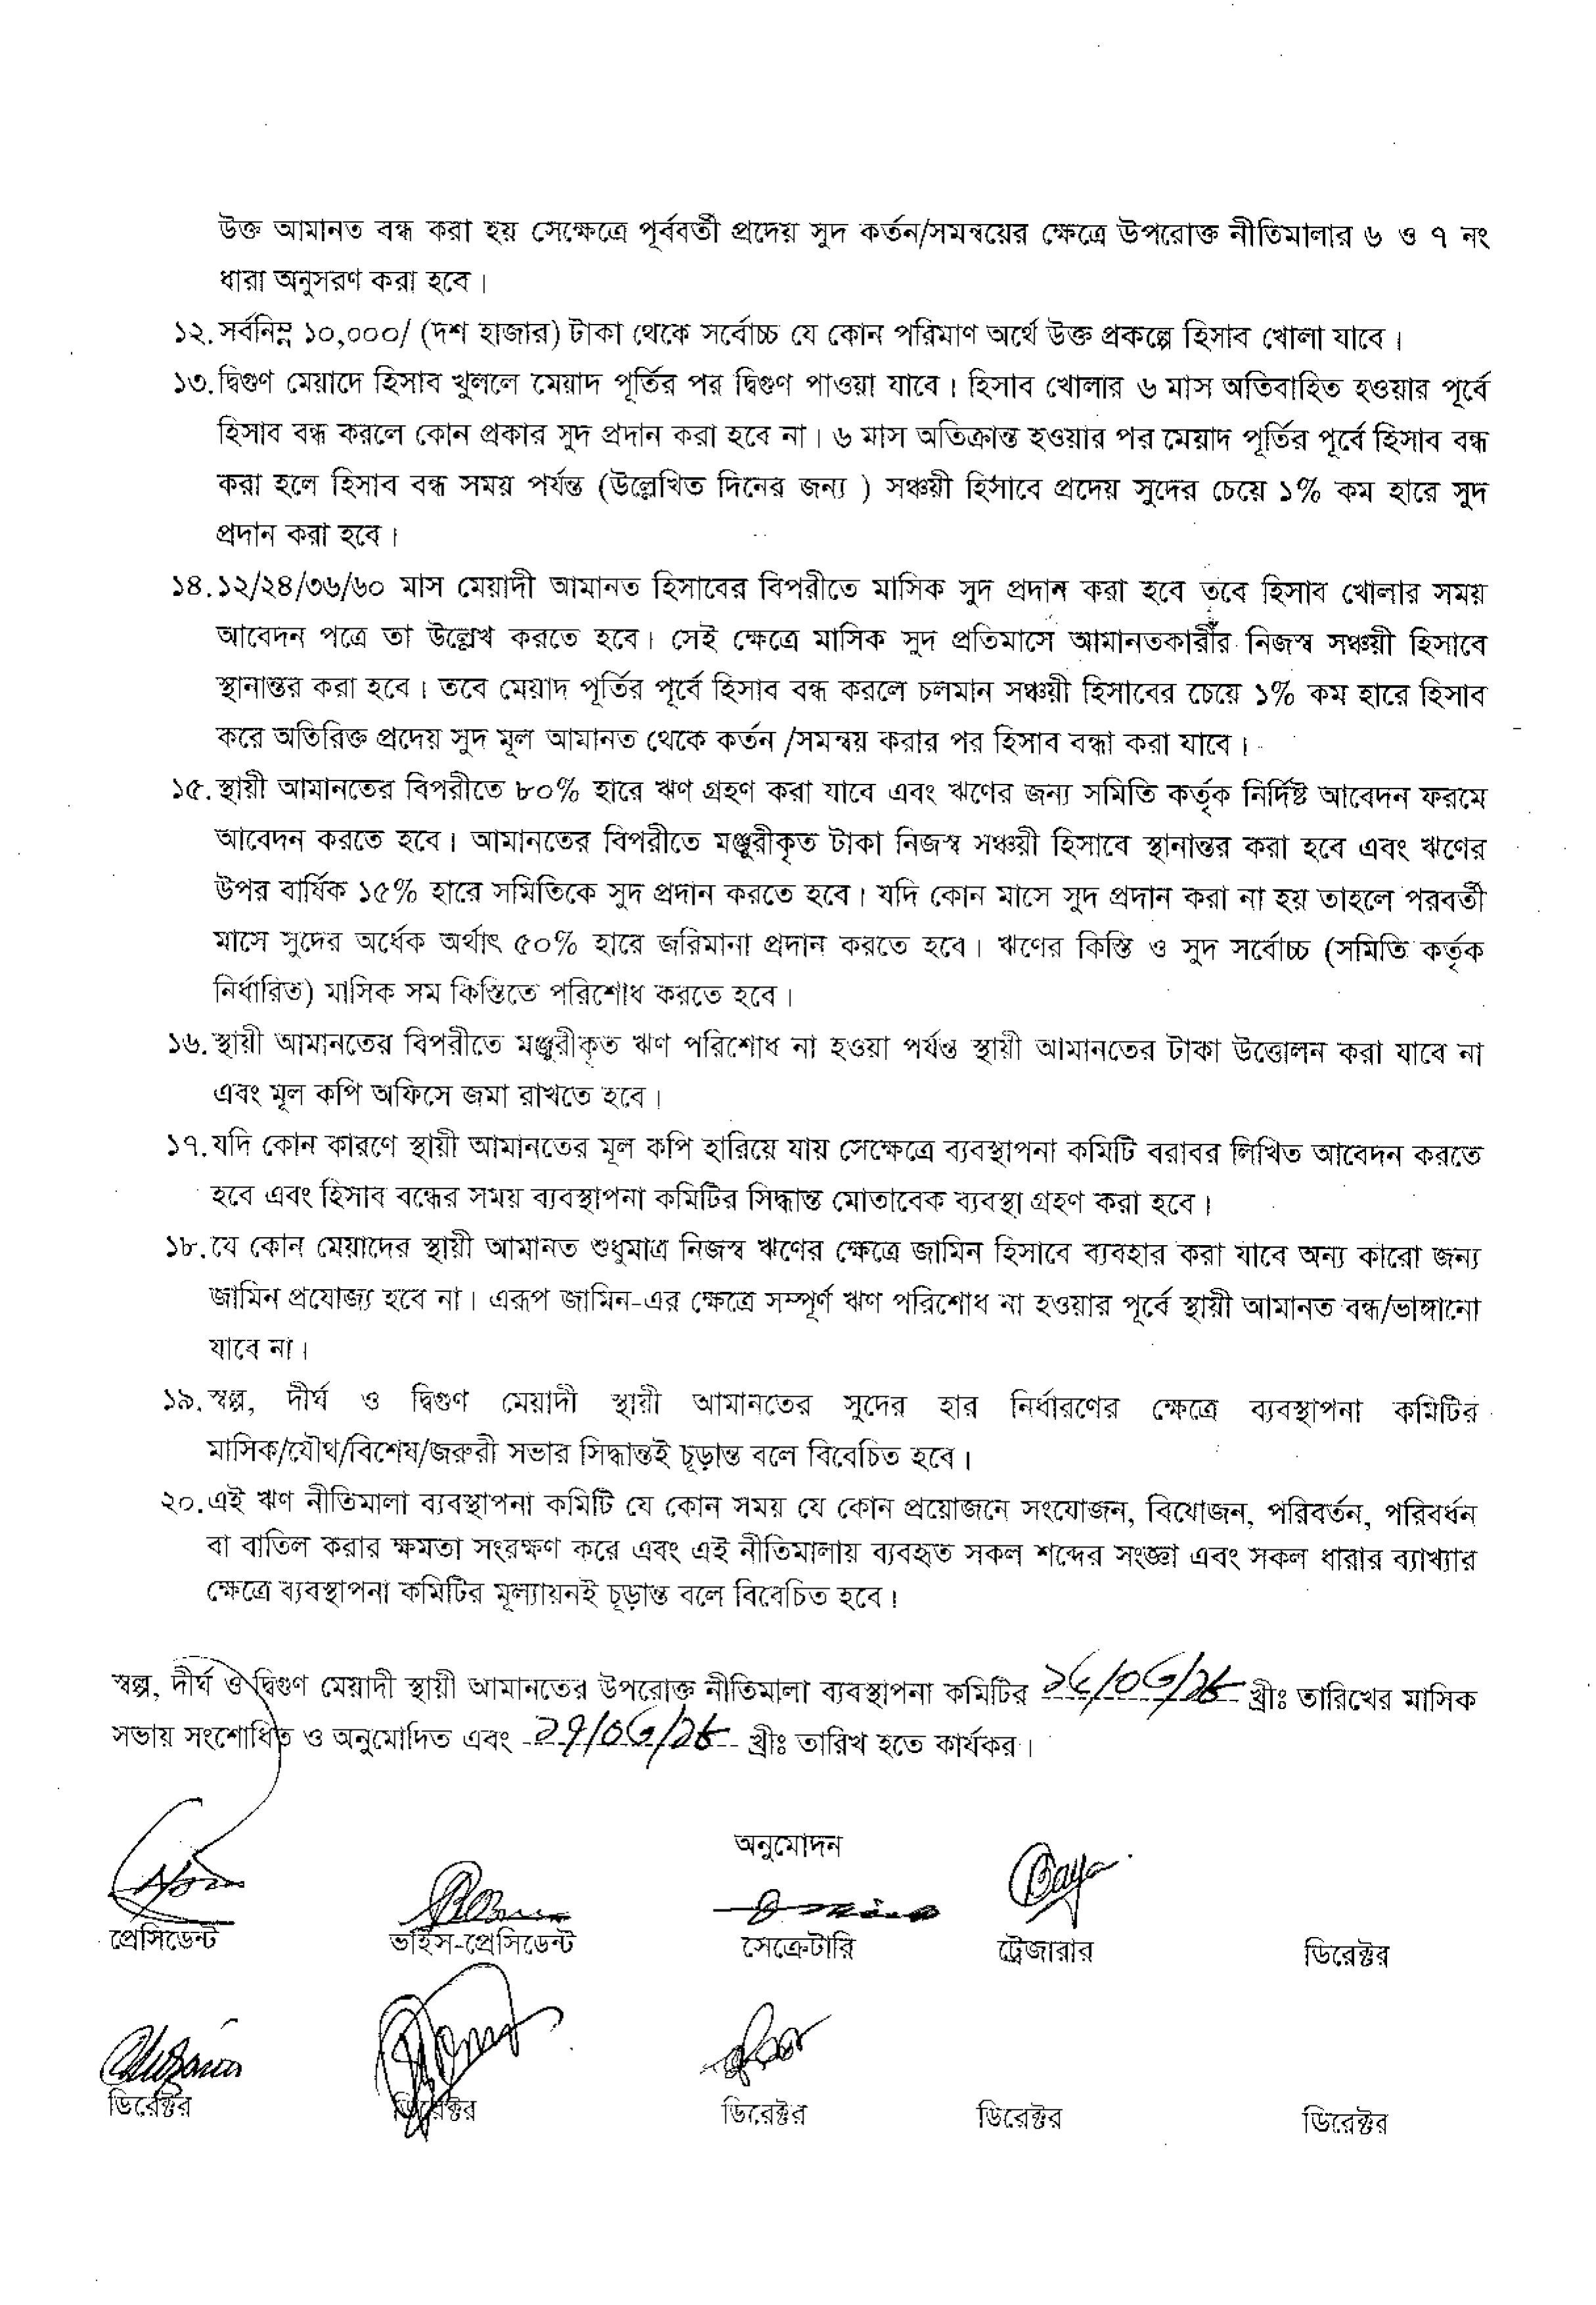 উক্ত আমানত বন্ধ করা হয় সেক্ষেত্রে পূর্ববর্তী প্রদেয় সুদ কর্তন/সমন্বয়ের ক্ষেত্রে উপরোক্ত নীতিমালার ৬ ও ৭ নং
ধারা অনুসরণ করা হবে।
১২. সর্বনিম্ন ১০,০০০/ (দশ হাজার) টাকা থেকে সর্বোচ্চ যে কোন পরিমাণ অর্থে উক্ত প্রকল্পে হিসাব খোলা যাবে।
১৩. দ্বিগুণ মেয়াদে হিসাব খুললে মেয়াদ পূর্তির পর দ্বিগুণ পাওয়া যাবে। হিসাব খোলার ৬ মাস অতিবাহিত হওয়ার পূর্বে
হিসাব বন্ধ করলে কোন প্রকার সুদ প্রদান করা হবে না। ৬ মাস অতিক্রান্ত হওয়ার পর মেয়াদ পূর্তির পূর্বে হিসাব বন্ধ
করা হলে হিসাব বন্ধ সময় পর্যন্ত (উল্লেখিত দিনের জন্য ) সঞ্চয়ী হিসাবে প্রদেয় সুদের চেয়ে ১% কম হারে সুদ
প্রদান করা হবে।
১৪. ১২/২৪/৩৬/৬০ মাস মেয়াদী আমানত হিসাবের বিপরীতে মাসিক সুদ প্রদান করা হবে তবে হিসাব খোলার সময়
আবেদন পত্রে তা উল্লেখ করতে হবে। সেই ক্ষেত্রে মাসিক সুদ প্রতিমাসে আমানতকারীর নিজস্ব সঞ্চয়ী হিসাবে
স্থানান্তর করা হবে। তবে মেয়াদ পূর্তির পূর্বে হিসাব বন্ধ করলে চলমান সঞ্চয়ী হিসাবের চেয়ে ১% কম হারে হিসাব
করে অতিরিক্ত প্রদেয় সুদ মূল আমানত থেকে কর্তন /সমন্বয় করার পর হিসাব বন্ধা করা যাবে।
১৫. স্থায়ী আমানতের বিপরীতে ৮০% হারে ঋণ গ্রহণ করা যাবে এবং ঋণের জন্য সমিতি কর্তৃক নির্দিষ্ট আবেদন ফরমে
আবেদন করতে হবে। আমানতের বিপরীতে মঞ্জুরীকৃত টাকা নিজস্ব সঞ্চয়ী হিসাবে স্থানান্তর করা হবে এবং ঋণের
উপর বার্ষিক ১৫% হারে সমিতিকে সুদ প্রদান করতে হবে। যদি কোন মাসে সুদ প্রদান করা না হয় তাহলে পরবর্তী
মাসে সুদের অর্ধেক অর্থাৎ ৫০% হারে জরিমানা প্রদান করতে হবে। ঋণের কিস্তি ও সুদ সর্বোচ্চ (সমিতি কর্তৃক
নির্ধারিত) মাসিক সম কিস্তিতে পরিশোধ করতে হবে।
১৬. স্থায়ী আমানতের বিপরীতে মঞ্জুরীকৃত ঋণ পরিশোধ না হওয়া পর্যন্ত স্থায়ী আমানতের টাকা উত্তোলন করা যাবে না
এবং মূল কপি অফিসে জমা রাখতে হবে।
১৭. যদি কোন কারণে স্থায়ী আমানতের মূল কপি হারিয়ে যায় সেক্ষেত্রে ব্যবস্থাপনা কমিটি বরাবর লিখিত আবেদন করতে
হবে এবং হিসাব বন্ধের সময় ব্যবস্থাপনা কমিটির সিদ্ধান্ত মোতাবেক ব্যবস্থা গ্রহণ করা হবে।
১৮. যে কোন মেয়াদের স্থায়ী আমানত শুধুমাত্র নিজস্ব ঋণের ক্ষেত্রে জামিন হিসাবে ব্যবহার করা যাবে অন্য কারো জন্য
জামিন প্রযোজ্য হবে না। এরূপ জামিন-এর ক্ষেত্রে সম্পূর্ণ ঋণ পরিশোধ না হওয়ার পূর্বে স্থায়ী আমানত বন্ধ/ভাঙ্গানো
যাবে না।
১৯. স্বল্প, দীর্ঘ ও দ্বিগুণ মেয়াদী স্থায়ী আমানতের সুদের হার নির্ধারণের ক্ষেত্রে ব্যবস্থাপনা কমিটির
মাসিক/যৌথ/বিশেষ/জরুরী সভার সিদ্ধান্তই চূড়ান্ত বলে বিবেচিত হবে।
২০. এই ঋণ নীতিমালা ব্যবস্থাপনা কমিটি যে কোন সময় যে কোন প্রয়োজনে সংযোজন, বিযোজন, পরিবর্তন, পরিবর্ধন
বা বাতিল করার ক্ষমতা সংরক্ষণ করে এবং এই নীতিমালায় ব্যবহৃত সকল শব্দের সংজ্ঞা এবং সকল ধারার ব্যাখ্যার
ক্ষেত্রে ব্যবস্থাপনা কমিটির মূল্যায়নই চূড়ান্ত বলে বিবেচিত হবে।
স্বল্প, দীর্ঘ ও দ্বিগুণ মেয়াদী স্থায়ী আমানতের উপরোক্ত নীতিমালা ব্যবস্থাপনা কমিটির খ্রীঃ তারিখের মাসিক
সভায় সংশোধিত ও অনুমোদিত এবং খ্রীঃ তারিখ হতে কার্যকর।
অনুমোদন
প্রেসিডেন্ট ভাইস-প্রেসিডেন্ট সেক্রেটারি ট্রেজারার ডিরেক্টর
ডিরেক্টর ডিরেক্টর ডিরেক্টর ডিরেক্টর ডিরেক্টর